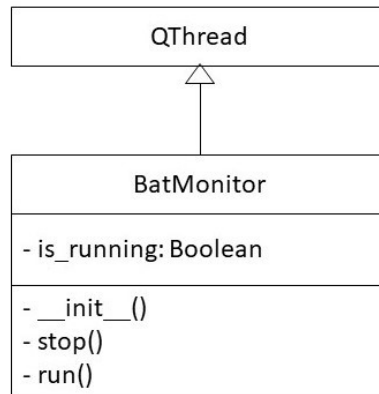 QThread
BatMonitor
- is_running: Boolean
- __init__()
- stop()
- run()